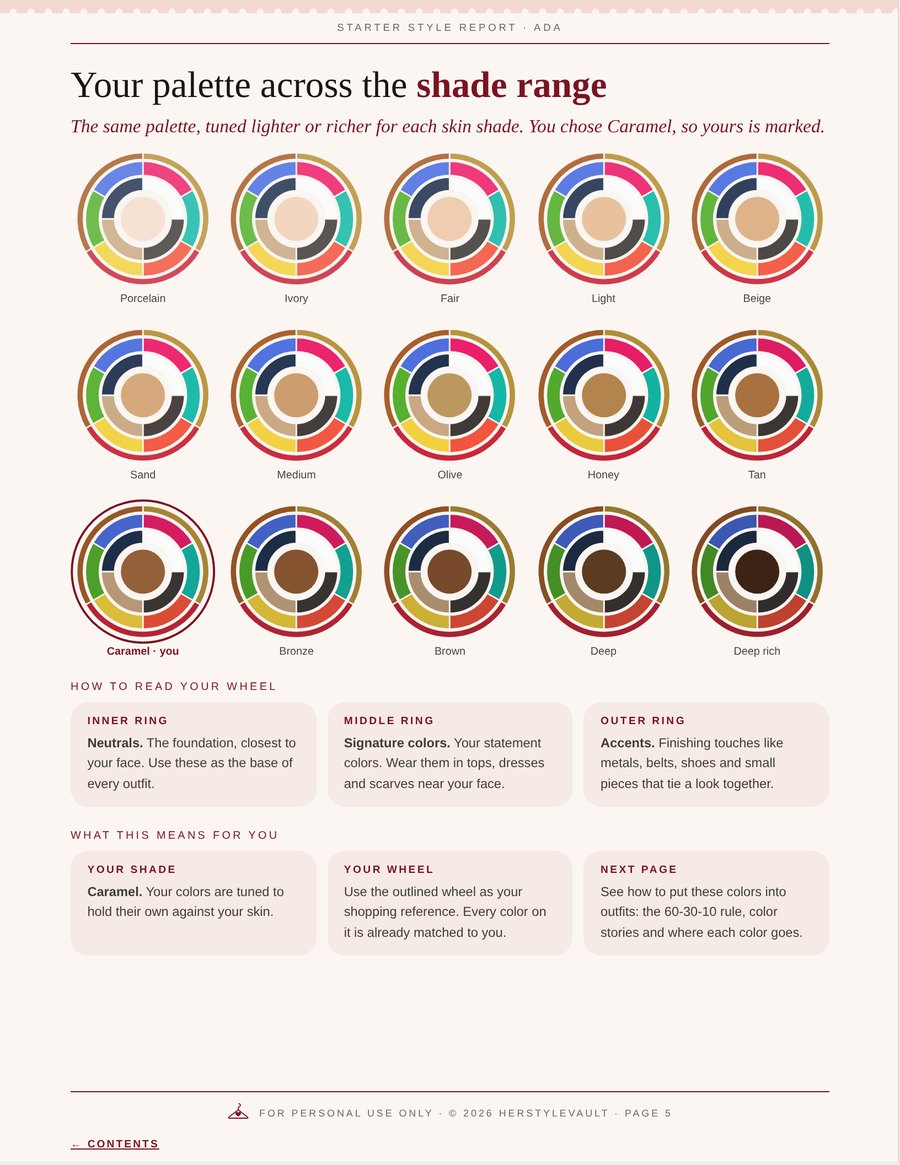 STARTER STYLE REPORT · ADA
Your palette across the shade range
The same palette, tuned lighter or richer for each skin shade. You chose Caramel, so yours is marked.
Porcelain
Ivory
Fair
Light
Beige
Sand
Medium
Olive
Honey
Tan
Caramel · you
Bronze
Brown
Deep
Deep rich
HOW TO READ YOUR WHEEL
INNER RING
Neutrals. The foundation, closest to
your face. Use these as the base of
every outfit.
MIDDLE RING
Signature colors. Your statement
colors. Wear them in tops, dresses
and scarves near your face.
OUTER RING
Accents. Finishing touches like
metals, belts, shoes and small
pieces that tie a look together.
WHAT THIS MEANS FOR YOU
YOUR SHADE
Caramel. Your colors are tuned to
hold their own against your skin.
YOUR WHEEL
Use the outlined wheel as your
shopping reference. Every color on
it is already matched to you.
NEXT PAGE
See how to put these colors into
outfits: the 60-30-10 rule, color
stories and where each color goes.
FOR PERSONAL USE ONLY · © 2026 HERSTYLEVAULT · PAGE 5
← CONTENTS